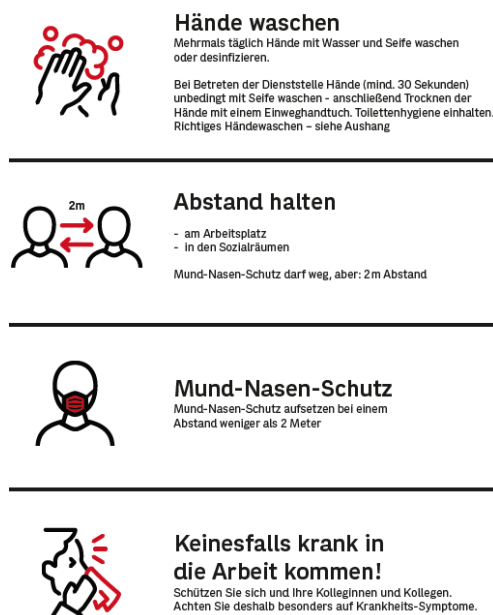 Hände waschen
Mehrmals täglich Hände mit Wasser und Seife waschen
oder desinfizieren.
Bei Betreten der Dienststelle Hände (mind. 30 Sekunden)
unbedingt mit Seife waschen - anschließend Trocknen der
Hände mit einem Einweghandtuch. Toilettenhygiene einhalten.
Richtiges Händewaschen – siehe Aushang
2m
Abstand halten
- am Arbeitsplatz
- in den Sozialräumen
Mund-Nasen-Schutz darf weg, aber: 2m Abstand
Mund-Nasen-Schutz
Mund-Nasen-Schutz aufsetzen bei einem
Abstand weniger als 2 Meter
Keinesfalls krank in
die Arbeit kommen!
Schützen Sie sich und Ihre Kolleginnen und Kollegen.
Achten Sie deshalb besonders auf Krankheits-Symptome.